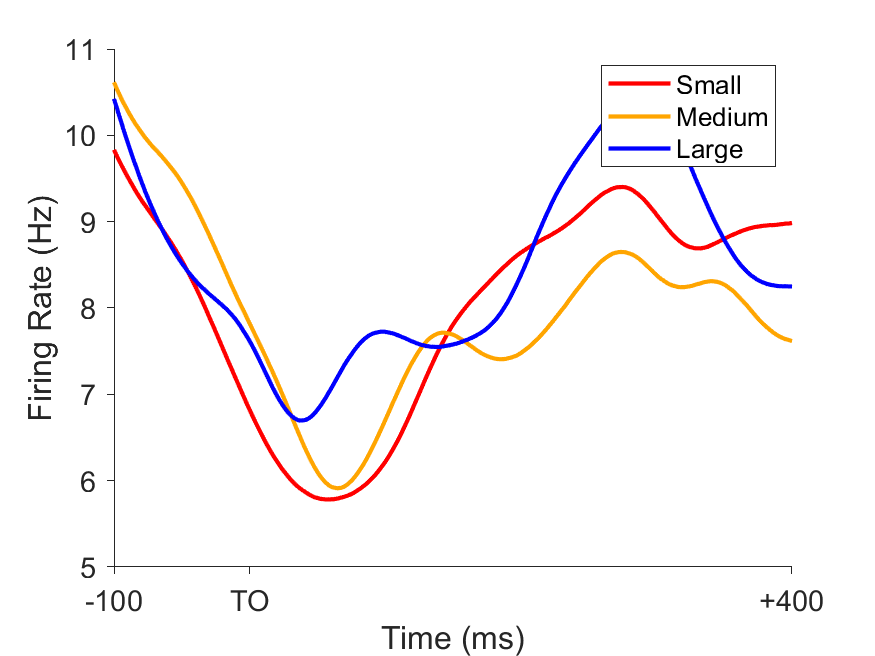 11
10
9
8
7
6
5
Firing Rate (Hz)
Small
Medium
Large
-100 TO +400
Time (ms)